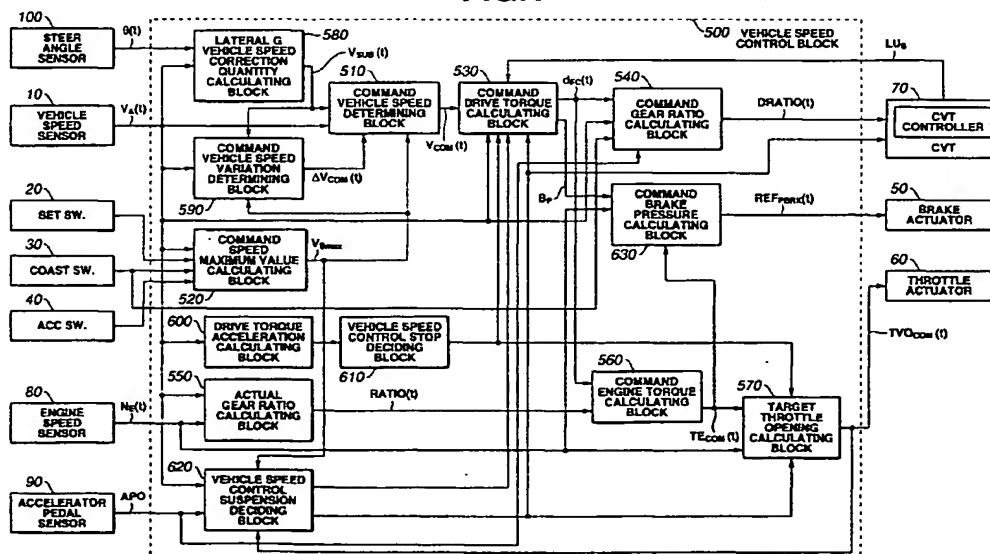 100
STEER
ANGLE
SENSOR
θ(t)
10
VEHICLE
SPEED
SENSOR
VA(t)
20
SET SW.
30
COAST SW.
40
ACC SW.
80
ENGINE
SPEED
SENSOR
NE(t)
90
ACCELERATOR
PEDAL
SENSOR
APO
580
LATERAL G
VEHICLE SPEED
CORRECTION
QUANTITY
CALCULATING
BLOCK
VSUB(t)
COMMAND
VEHICLE SPEED
VARIATION
DETERMINING
BLOCK
590
ΔVCOM(t)
COMMAND
SPEED
MAXIMUM VALUE
CALCULATING
BLOCK
520
510
COMMAND
VEHICLE SPEED
DETERMINING
BLOCK
VCOM(t)
530
COMMAND
DRIVE TORQUE
CALCULATING
BLOCK
dFC(t)
540
COMMAND
GEAR RATIO
CALCULATING
BLOCK
DRATIO(t)
500
VEHICLE SPEED
CONTROL BLOCK
70
CVT
CONTROLLER
CVT
BP
COMMAND
BRAKE
PRESSURE
CALCULATING
BLOCK
630
REFPBRK(t)
50
BRAKE
ACTUATOR
60
THROTTLE
ACTUATOR
TVOCOM(t)
600
DRIVE TORQUE
ACCELERATION
CALCULATING
BLOCK
VEHICLE SPEED
CONTROL STOP
DECIDING
BLOCK
610
550
ACTUAL
GEAR RATIO
CALCULATING
BLOCK
RATIO(t)
560
COMMAND
ENGINE TORQUE
CALCULATING
BLOCK
TECOM(t)
570
TARGET
THROTTLE
OPENING
CALCULATING
BLOCK
620
VEHICLE SPEED
CONTROL
SUSPENSION
DECIDING
BLOCK